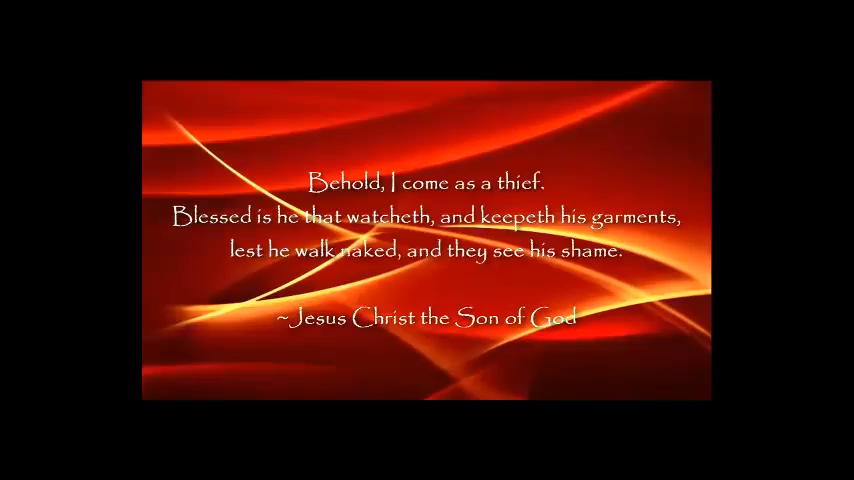 Behold, I come as a thief.
Blessed is he that watcheth, and keepeth his garments,
lest he walk naked, and they see his shame.
~Jesus Christ the Son of God